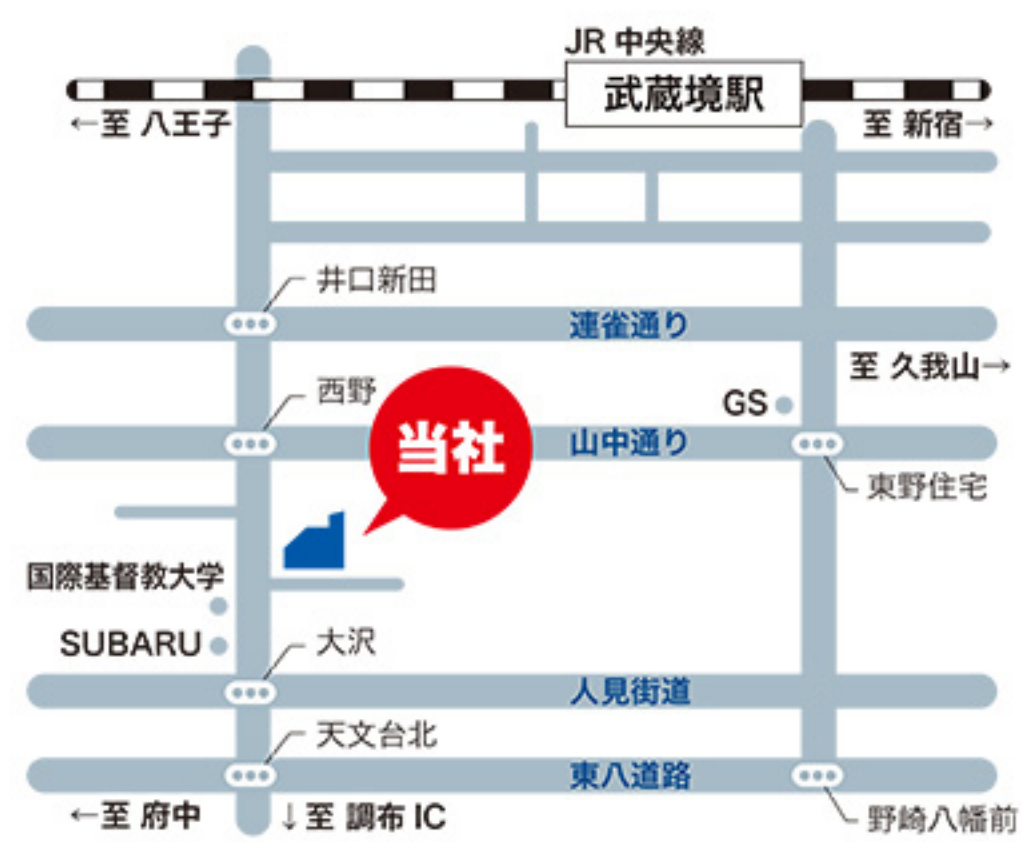 JR 中央線
武蔵境駅
←至 八王子
至 新宿→
井口新田
連雀通り
至 久我山→
西野
GS
当社
山中通り
東野住宅
国際基督教大学
SUBARU
大沢
人見街道
天文台北
東八道路
←至 府中
↓至 調布 IC
野崎八幡前